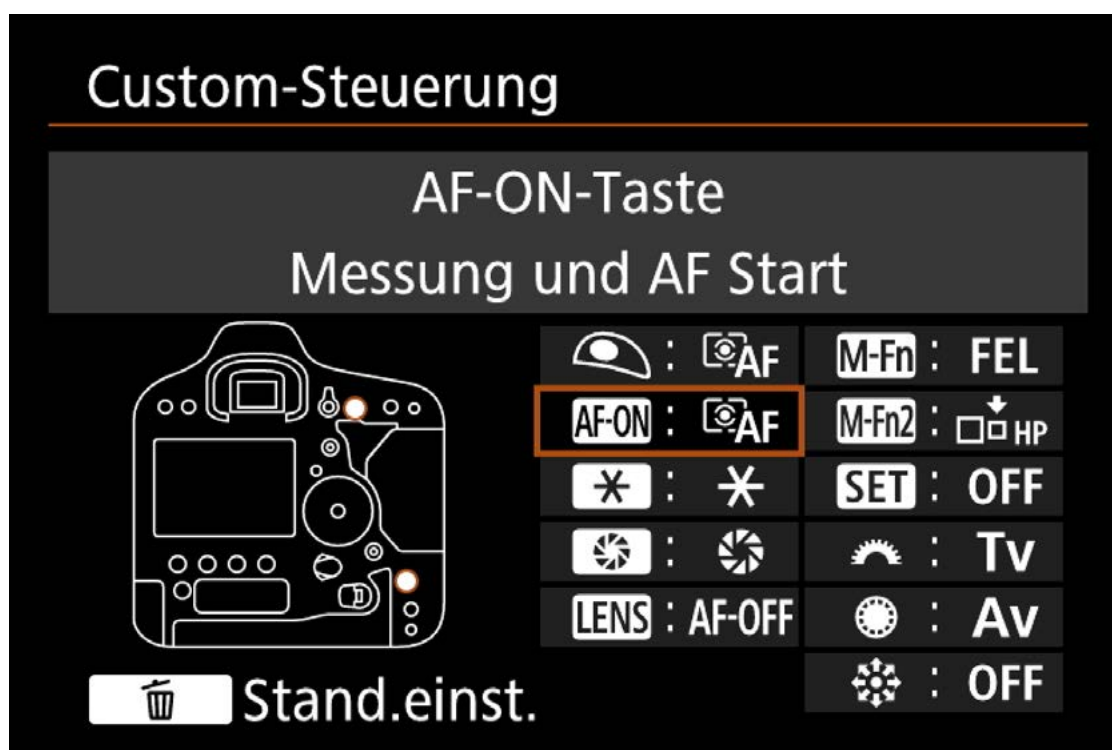 Custom-Steuerung
AF-ON-Taste
Messung und AF Start
: AF
M-Fn : FEL
AF-ON : AF
M-Fn2 : HP
:
SET : OFF
:
: Tv
LENS : AF-OFF
: Av
: OFF
Stand.einst.